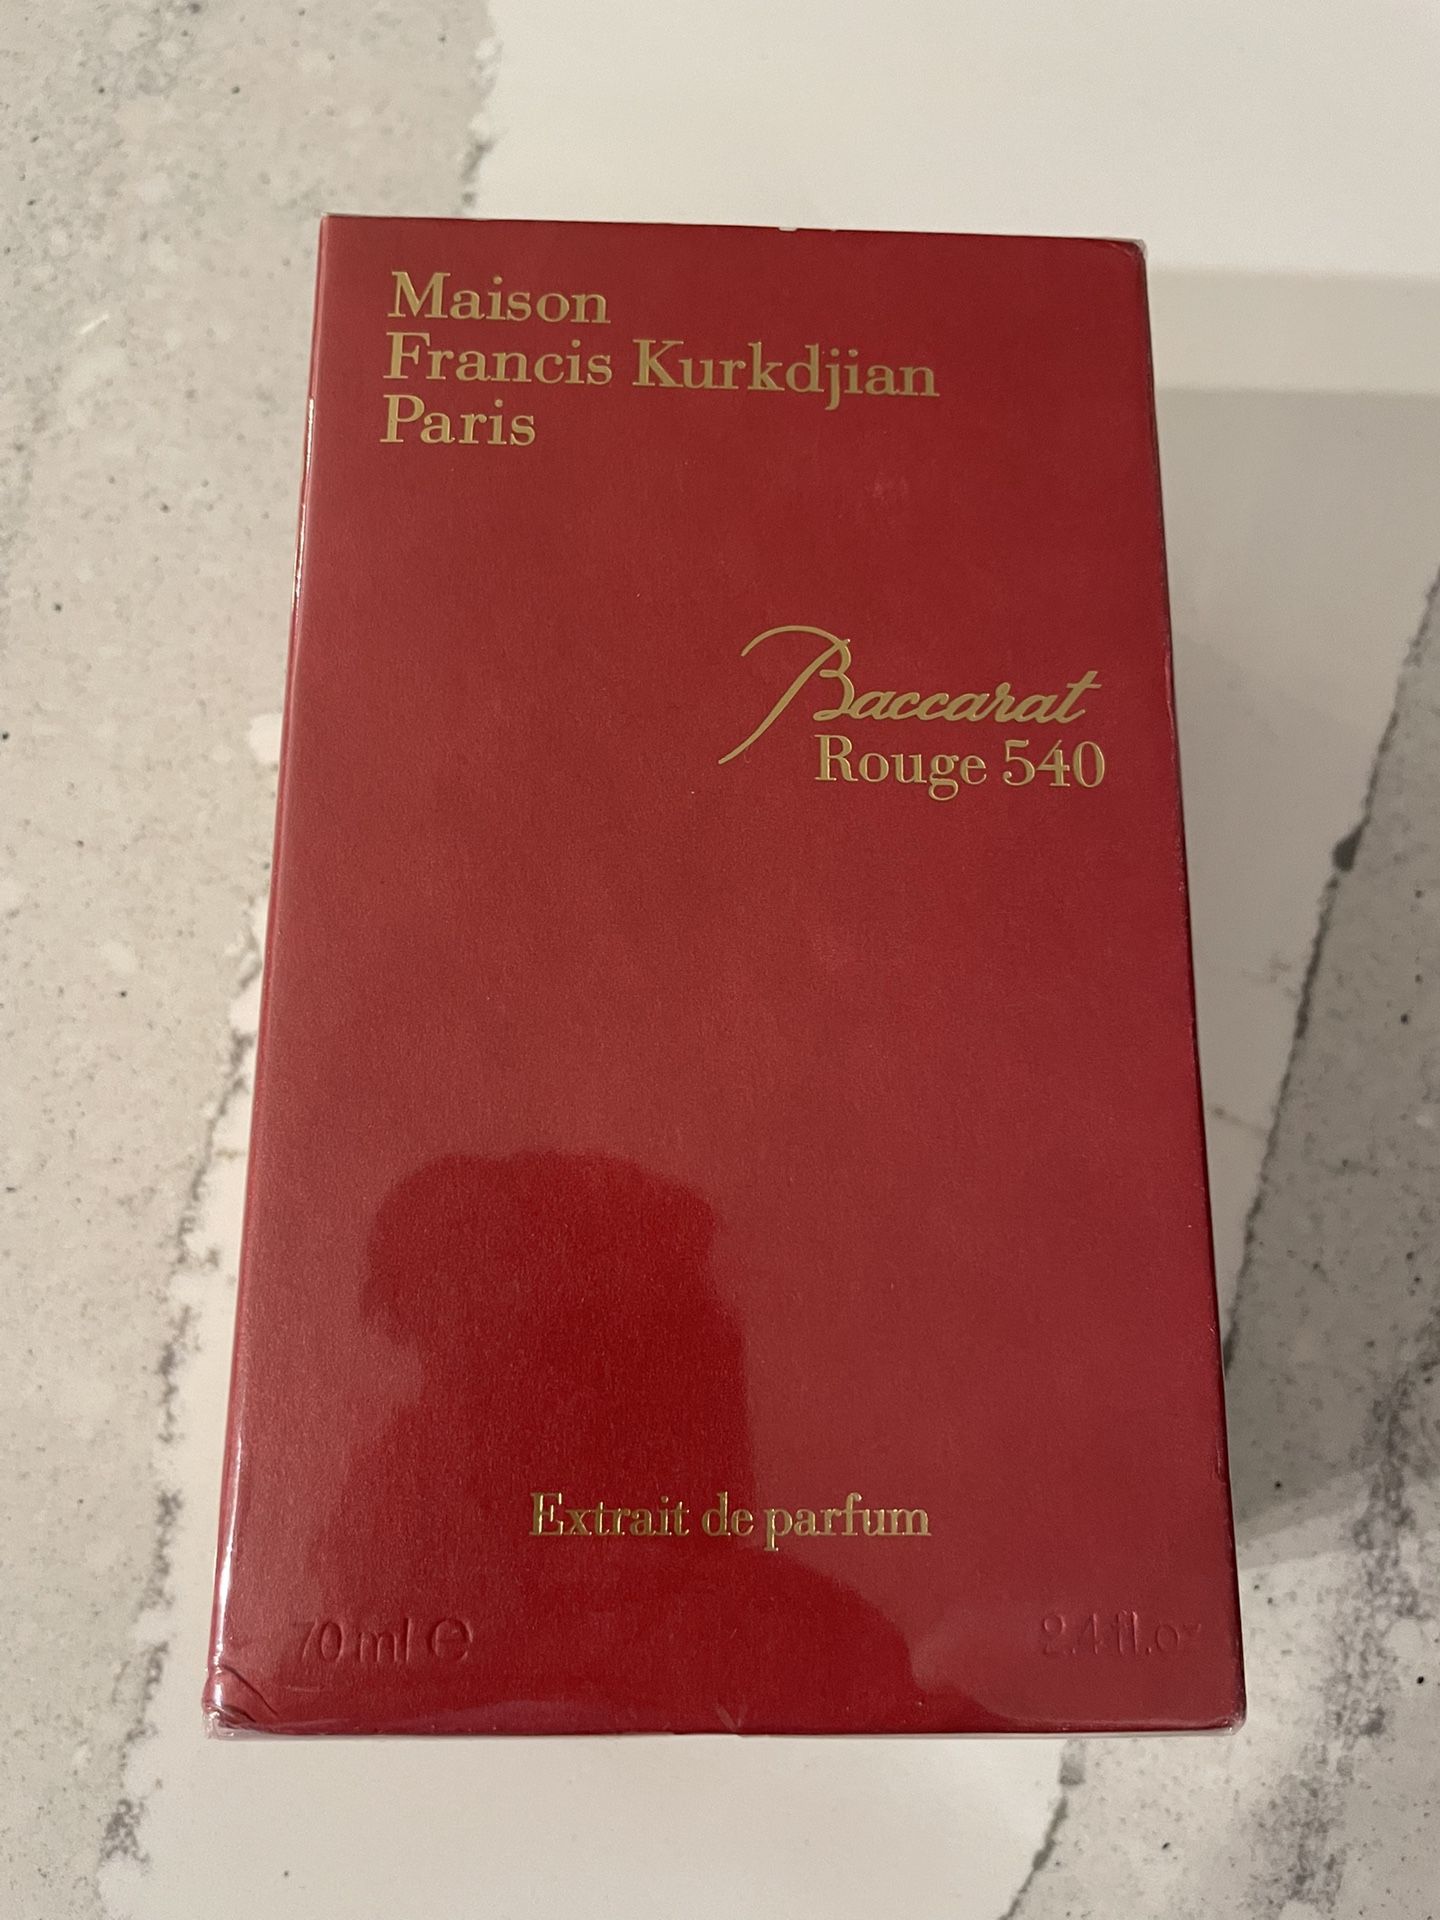 Maison
Francis Kurkdjian
Paris
Baccarat
Rouge 540
Extrait de parfum
70 ml ℮ 2.4 fl.oz